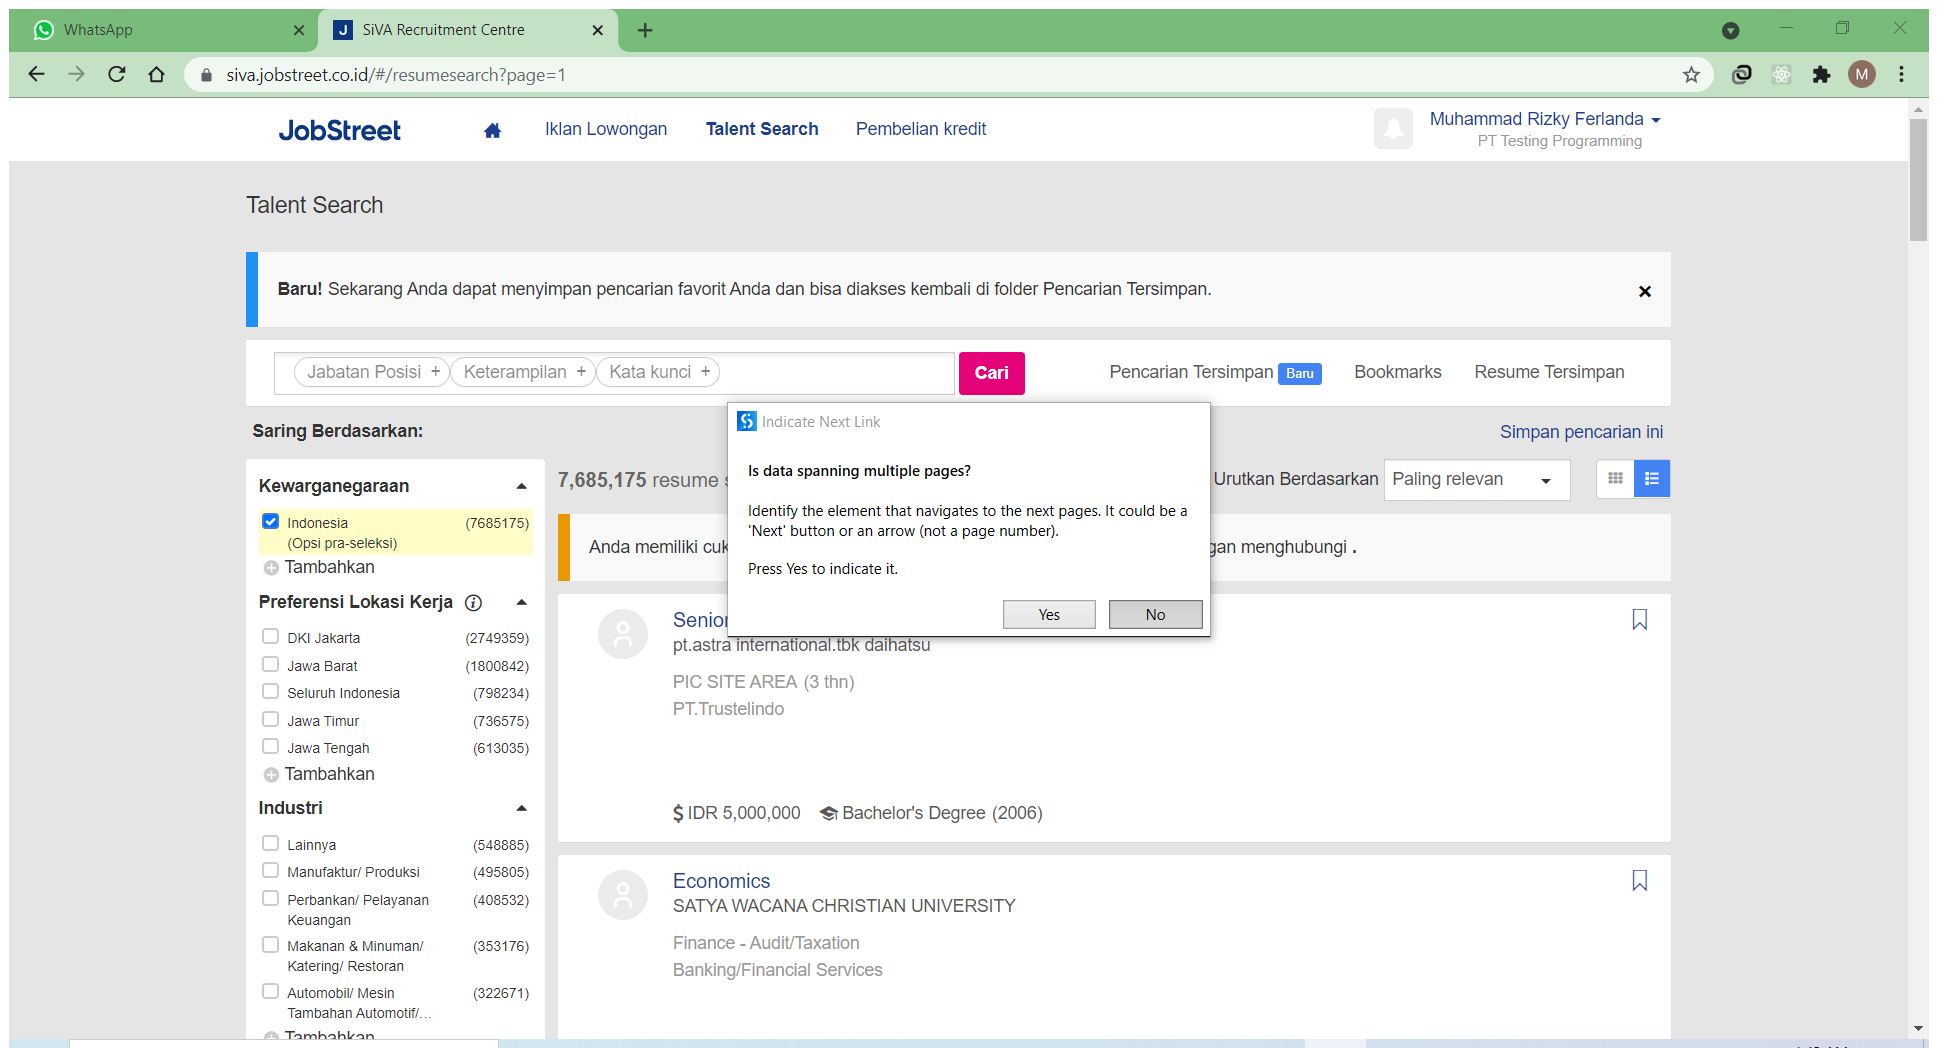 WhatsApp
SiVA Recruitment Centre
siva.jobstreet.co.id/#/resumesearch?page=1
M
JobStreet
Iklan Lowongan
Talent Search
Pembelian kredit
Muhammad Rizky Ferlanda
PT Testing Programming
Talent Search
Baru! Sekarang Anda dapat menyimpan pencarian favorit Anda dan bisa diakses kembali di folder Pencarian Tersimpan.
Jabatan Posisi +
Keterampilan +
Kata kunci +
Cari
Pencarian Tersimpan Baru
Bookmarks
Resume Tersimpan
Saring Berdasarkan:
Simpan pencarian ini
Indicate Next Link
Is data spanning multiple pages?
Identify the element that navigates to the next pages. It could be a
'Next' button or an arrow (not a page number).
Press Yes to indicate it.
Yes
No
Kewarganegaraan
Indonesia (7685175)
(Opsi pra-seleksi)
Tambahkan
Preferensi Lokasi Kerja
DKI Jakarta (2749359)
Jawa Barat (1800842)
Seluruh Indonesia (798234)
Jawa Timur (736575)
Jawa Tengah (613035)
Tambahkan
Industri
Lainnya (548885)
Manufaktur/ Produksi (495805)
Perbankan/ Pelayanan (408532)
Keuangan
Makanan & Minuman/ (353176)
Katering/ Restoran
Automobil/ Mesin (322671)
Tambahan Automotif/...
Tambahkan
7,685,175 resume
Urutkan Berdasarkan
Paling relevan
Anda memiliki cuk
gan menghubungi .
Senior
pt.astra international.tbk daihatsu
PIC SITE AREA (3 thn)
PT.Trustelindo
$ IDR 5,000,000
Bachelor's Degree (2006)
Economics
SATYA WACANA CHRISTIAN UNIVERSITY
Finance - Audit/Taxation
Banking/Financial Services